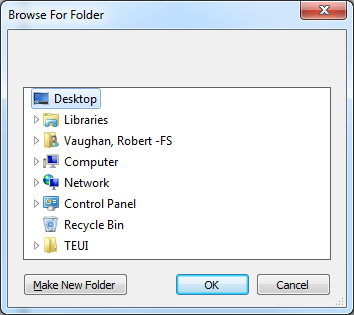 Browse For Folder
Desktop
Libraries
Vaughan, Robert -FS
Computer
Network
Control Panel
Recycle Bin
TEUI
Make New Folder
OK
Cancel